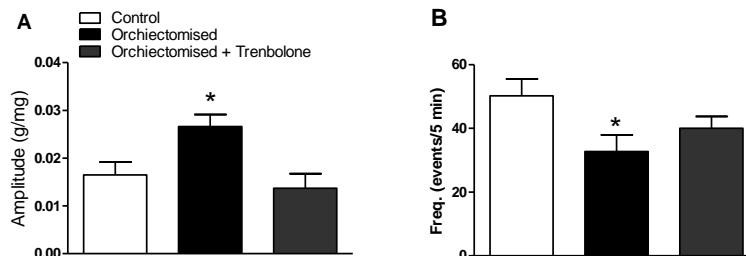 A
Control
Orchiectomised
Orchiectomised + Trenbolone
Amplitude (g/mg)
0.04
0.03
0.02
0.01
0.00
*
B
Freq. (events/5 min)
60
40
20
0
*